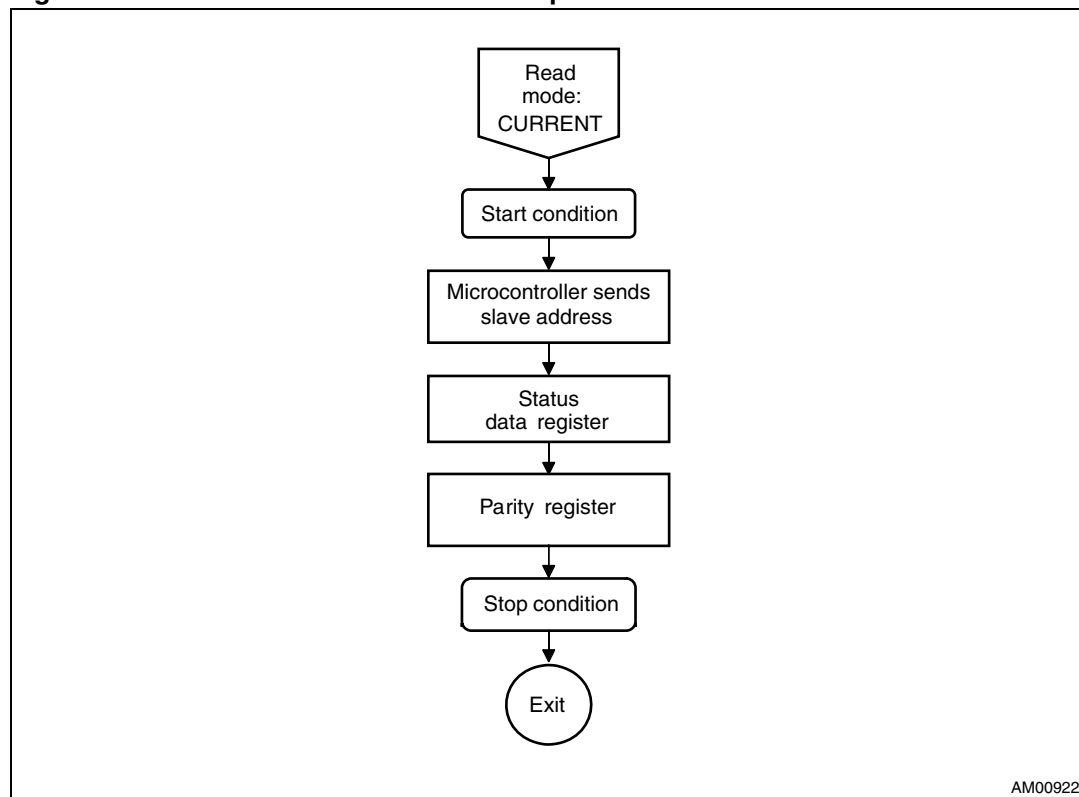 Read
mode:
CURRENT
Start condition
Microcontroller sends
slave address
Status
data register
Parity register
Stop condition
Exit
AM00922